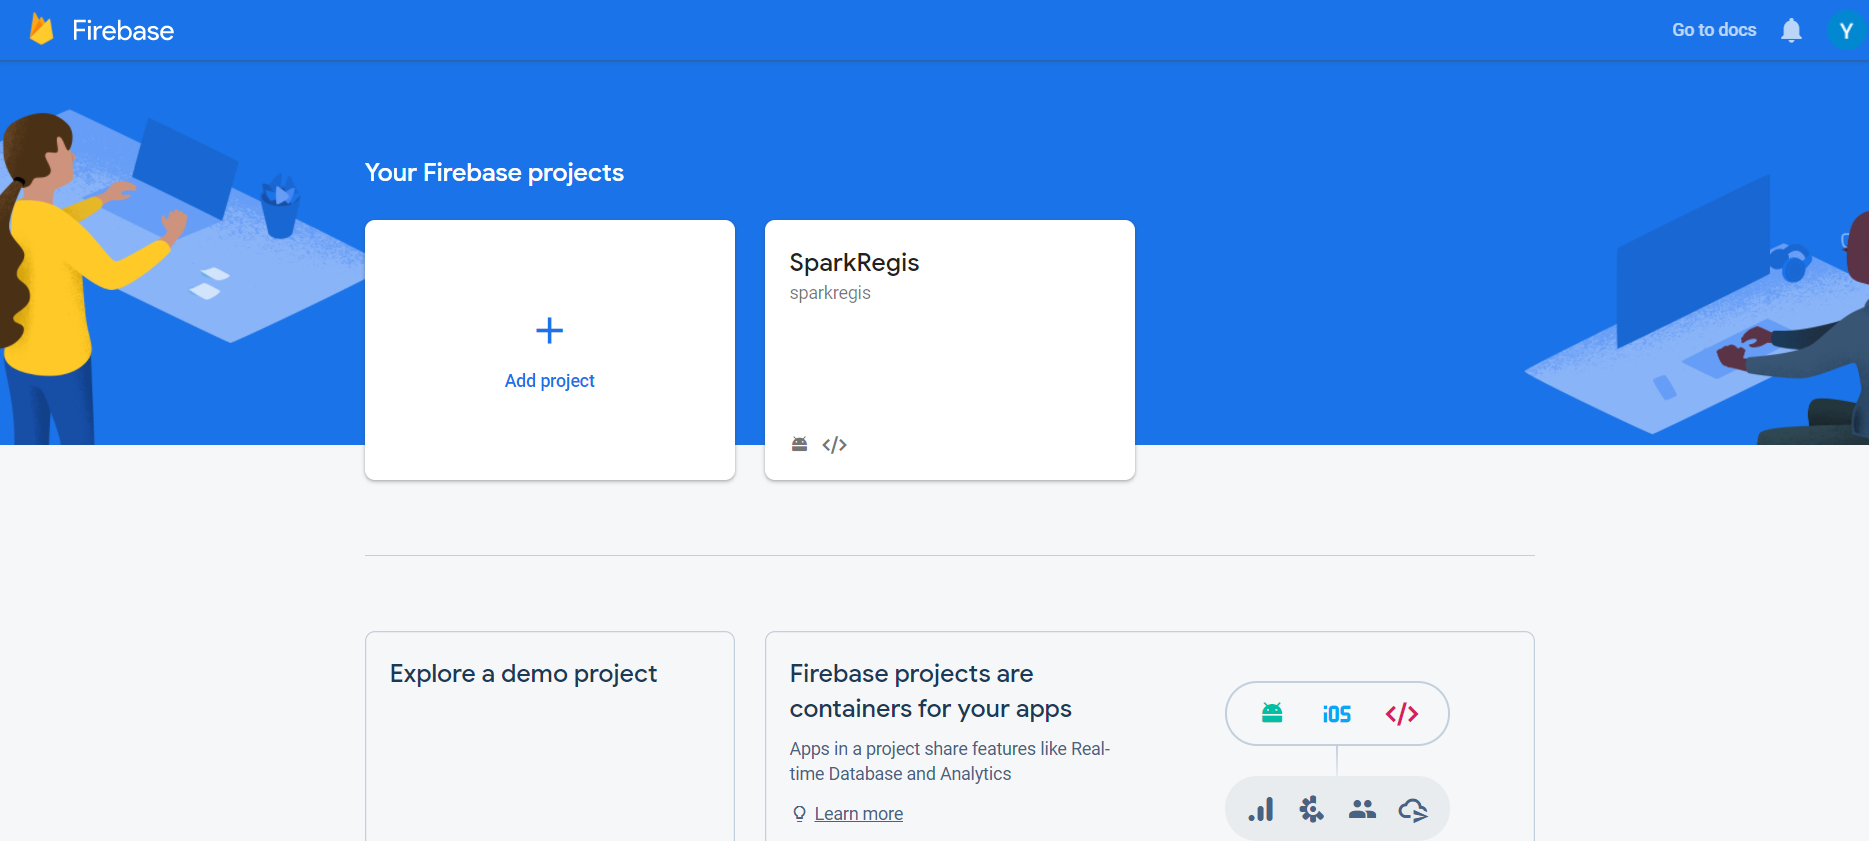 Firebase
Go to docs
Y
Your Firebase projects
Add project
SparkRegis
sparkregis
Explore a demo project
Firebase projects are
containers for your apps
Apps in a project share features like Real-
time Database and Analytics
Learn more
iOS